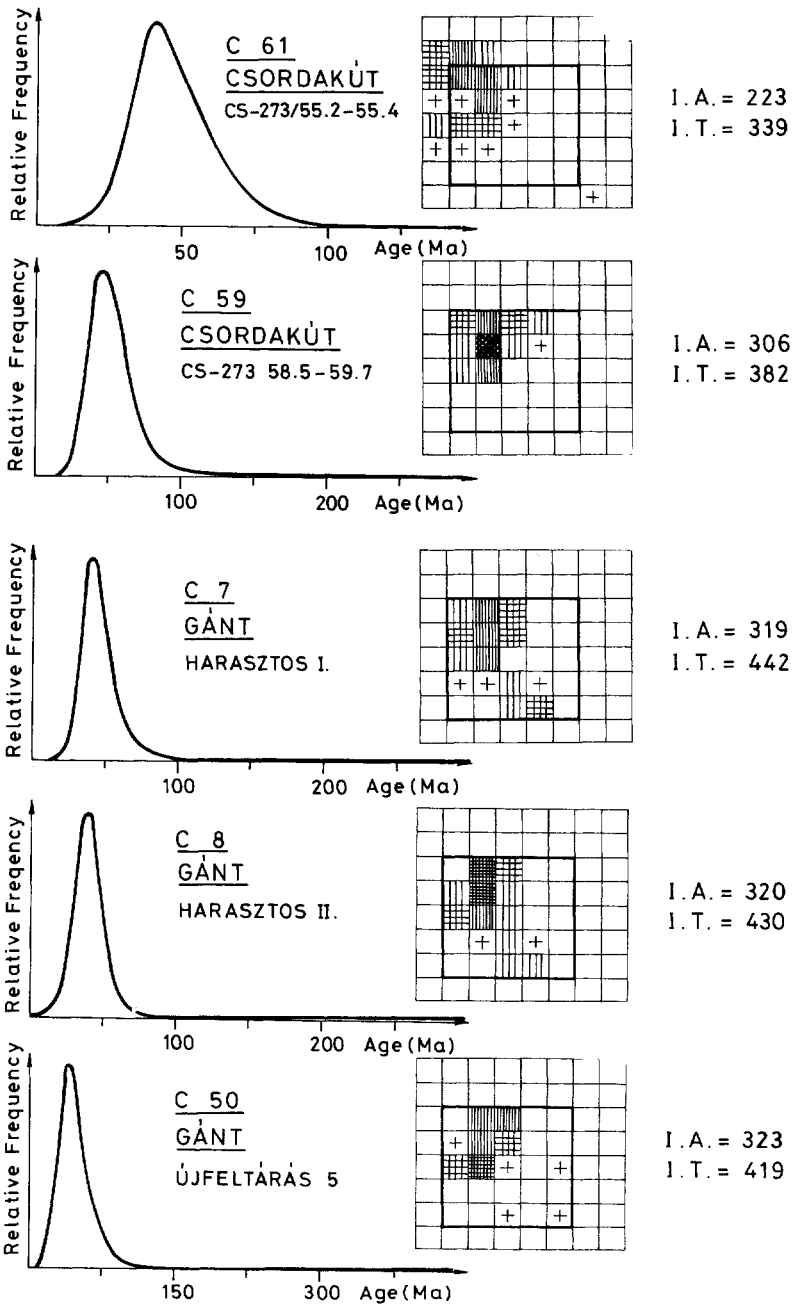 Relative Frequency
C 61
CSORDAKÚT
CS-273/55.2-55.4
I.A.= 223
I.T.= 339
50 100 Age(Ma)
Relative Frequency
C 59
CSORDAKÚT
CS-273 58.5-59.7
I.A.= 306
I.T.= 382
100 200 Age(Ma)
Relative Frequency
C 7
GÁNT
HARASZTOS I.
I.A.= 319
I.T.= 442
100 200 Age(Ma)
Relative Freqency
C 8
GÁNT
HARASZTOS II.
I.A.= 320
I.T.= 430
100 200 Age(Ma)
Relative Frequency
C 50
GÁNT
ÚJFELTÁRÁS 5
I.A.= 323
I.T.= 419
150 300 Age(Ma)